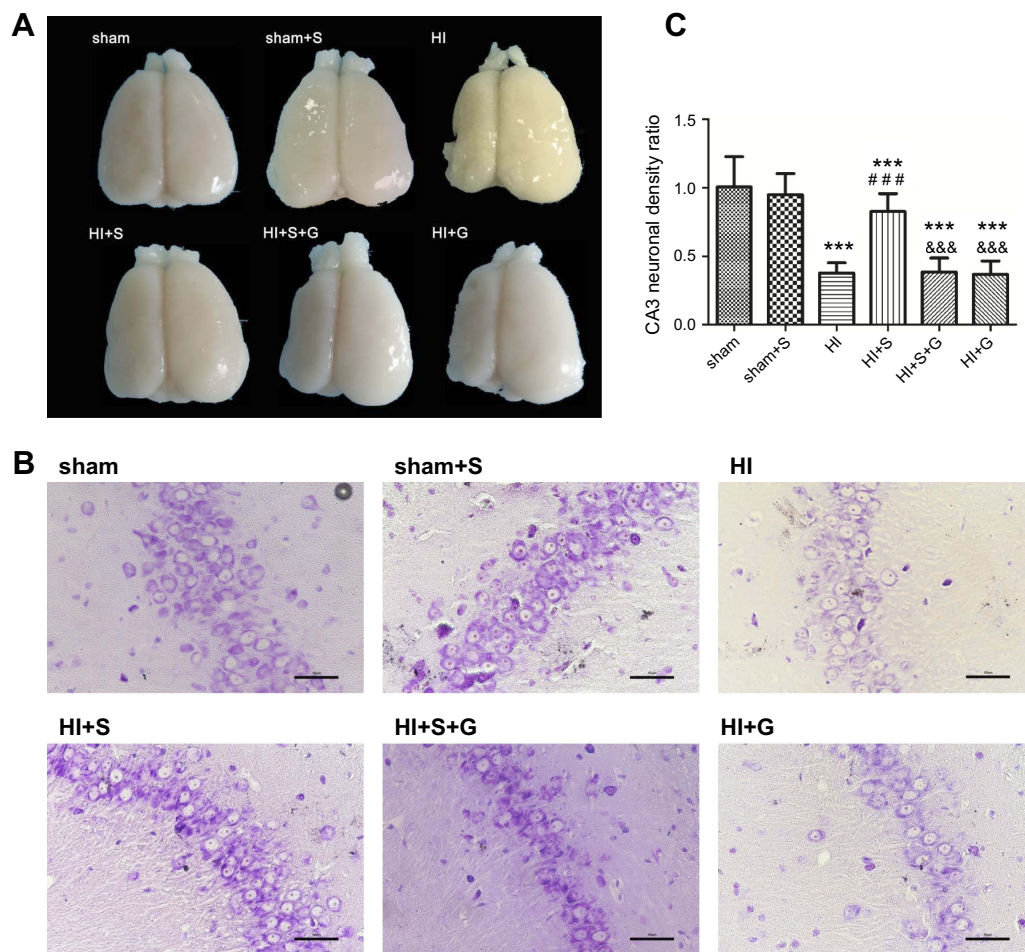 A
sham
sham+S
HI
HI+S
HI+S+G
HI+G
C
CA3 neuronal density ratio
1.5
1.0
0.5
0.0
***
***
# # #
***
&&&
***
&&&
sham
sham+S
HI
HI+S
HI+S+G
HI+G
B
sham
sham+S
HI
HI+S
HI+S+G
HI+G